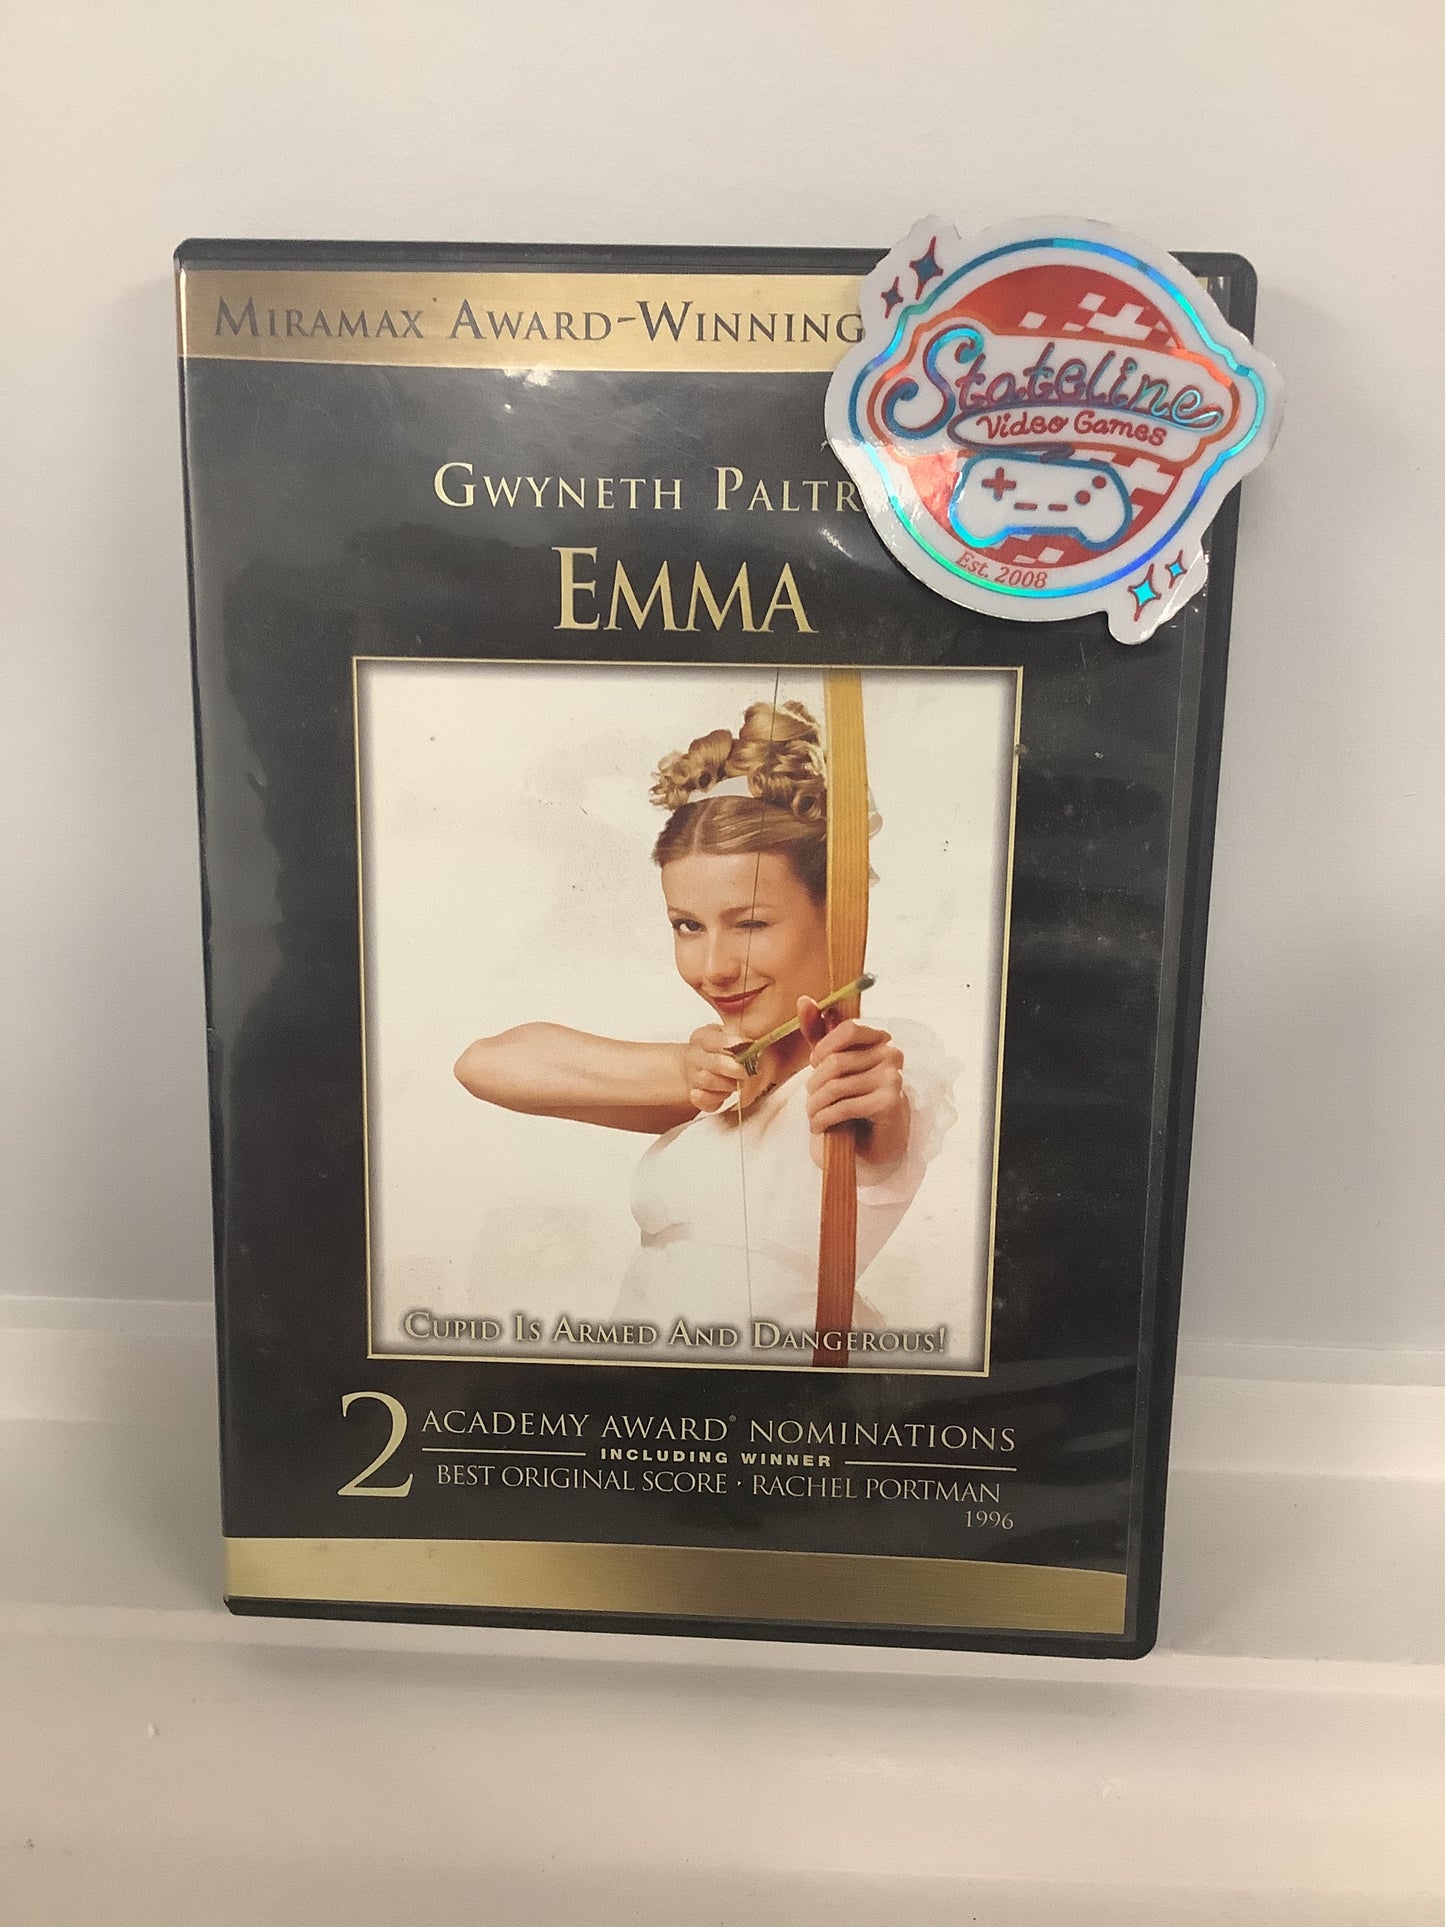 MIRAMAX AWARD-WINNING
Stateline
Video Games
Est. 2008
GWYNETH PALTR
EMMA
CUPID IS ARMED AND DANGEROUS!
2 ACADEMY AWARD® NOMINATIONS
INCLUDING WINNER
BEST ORIGINAL SCORE · RACHEL PORTMAN
1996